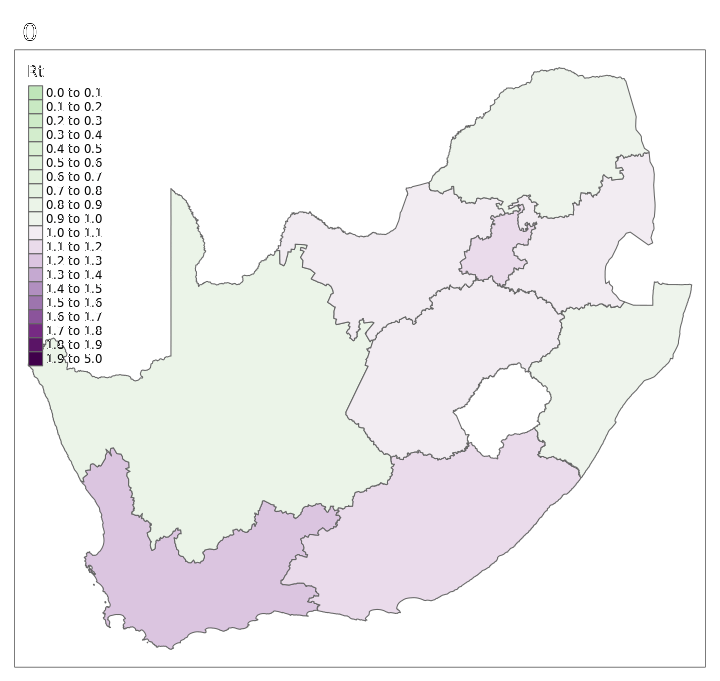 0
Rt
0.0 to 0.1
0.1 to 0.2
0.2 to 0.3
0.3 to 0.4
0.4 to 0.5
0.5 to 0.6
0.6 to 0.7
0.7 to 0.8
0.8 to 0.9
0.9 to 1.0
1.0 to 1.1
1.1 to 1.2
1.2 to 1.3
1.3 to 1.4
1.4 to 1.5
1.5 to 1.6
1.6 to 1.7
1.7 to 1.8
1.8 to 1.9
1.9 to 5.0